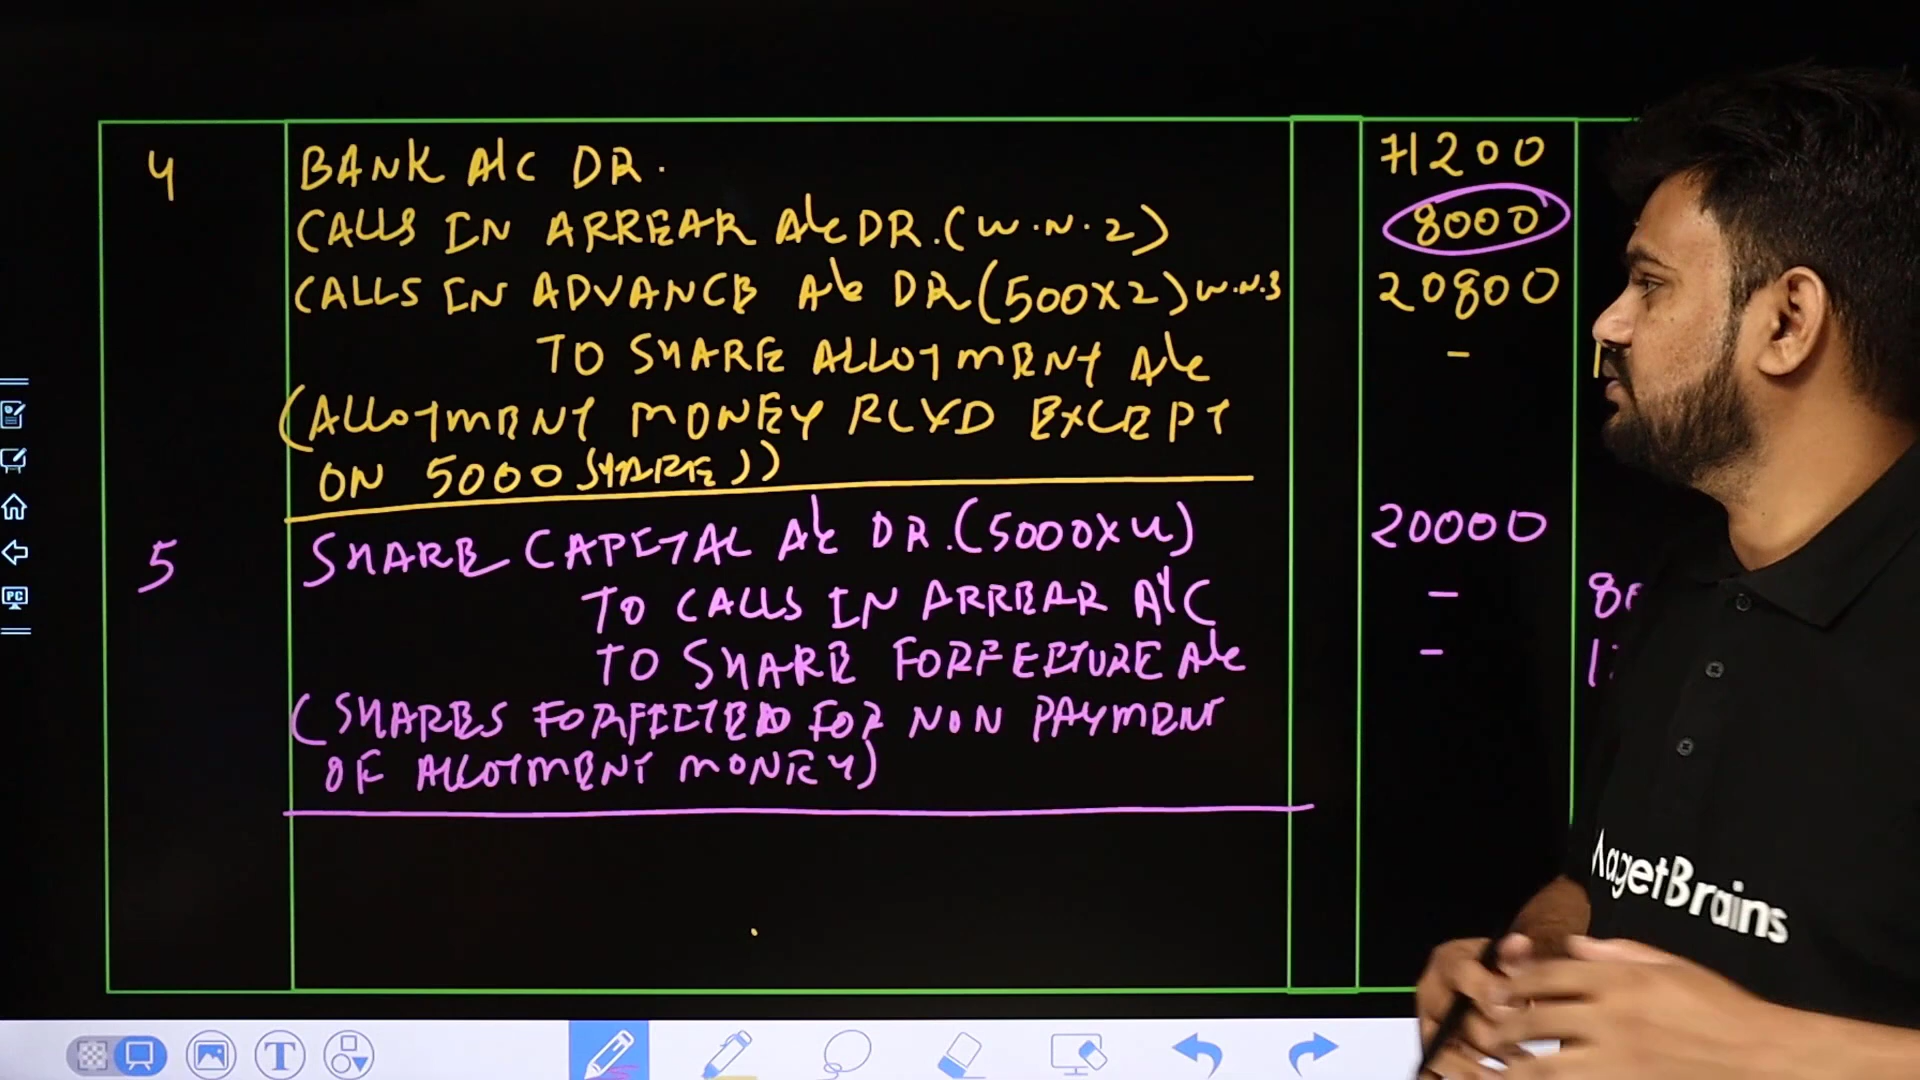 4 BANK A/C DR. 71200
CALLS IN ARREAR A/c DR. (W.N.2) 8000
CALLS IN ADVANCE A/c DR (500X2) W.N.3 20800
TO SHARE ALLOTMENT A/c -
(ALLOTMENT MONEY RCVD EXCEPT
ON 5000 SHARE))
5 SHARE CAPITAL A/c DR. (5000X4) 20000
TO CALLS IN ARREAR A/C -
TO SHARE FORFEITURE A/c -
(SHARES FORFEITED FOR NON PAYMENT
OF ALLOTMENT MONEY)
MagetBrains
PC
T